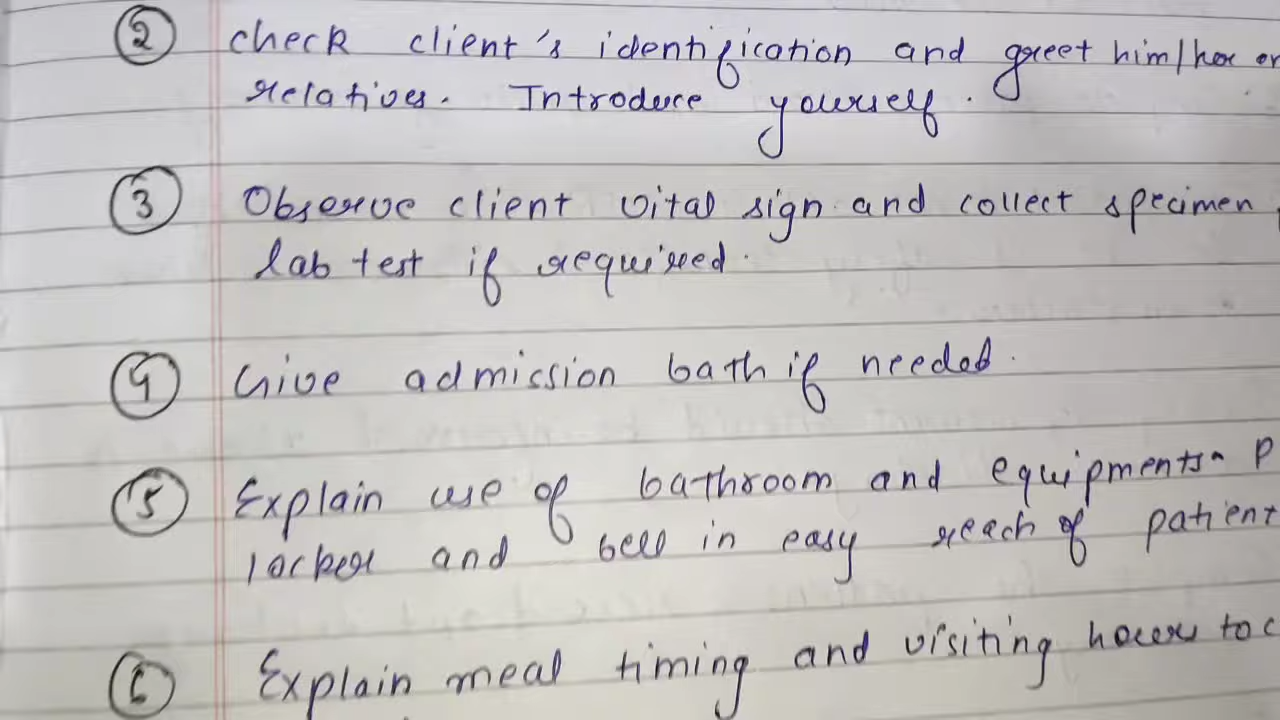 ② check client's identification and greet him/her or
relatives. Introduce yourself.
③ Observe client vital sign and collect specimen
lab test if required.
④ Give admission bath if needed.
⑤ Explain use of bathroom and equipments. P
locker and bell in easy reach of patient
⑥ Explain meal timing and visiting hours to c